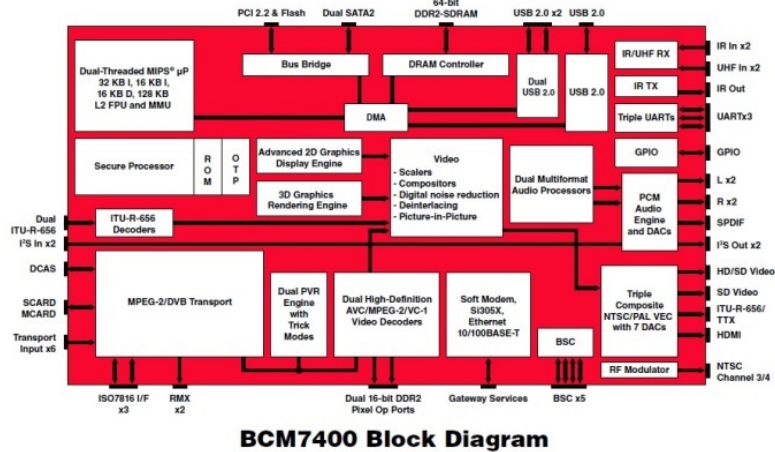 64-bit
PCI 2.2 & Flash
Dual SATA2
DDR2-SDRAM
USB 2.0 x2
USB 2.0
Dual-Threaded MIPS® µP
32 KB I, 16 KB I,
16 KB D, 128 KB
L2 FPU and MMU
Bus Bridge
DRAM Controller
Dual
USB 2.0
USB 2.0
IR/UHF RX
IR In x2
UHF In x2
IR TX
IR Out
DMA
Triple UARTs
UARTx3
Secure Processor
ROM
OTP
Advanced 2D Graphics
Display Engine
3D Graphics
Rendering Engine
Video
- Scalers
- Compositors
- Digital noise reduction
- Deinterlacing
- Picture-in-Picture
Dual Multiformat
Audio Processors
GPIO
GPIO
PCM
Audio
Engine
and DACs
L x2
R x2
SPDIF
I²S Out x2
Dual
ITU-R-656
I²S In x2
ITU-R-656
Decoders
DCAS
SCARD
MCARD
Transport
Input x6
MPEG-2/DVB Transport
Dual PVR
Engine
with
Trick
Modes
Dual High-Definition
AVC/MPEG-2/VC-1
Video Decoders
Soft Modem,
Si305X,
Ethernet
10/100BASE-T
BSC
Triple
Composite
NTSC/PAL VEC
with 7 DACs
HD/SD Video
SD Video
ITU-R-656/
TTX
HDMI
RF Modulator
NTSC
Channel 3/4
ISO7816 I/F
x3
RMX
x2
Dual 16-bit DDR2
Pixel Op Ports
Gateway Services
BSC x5
BCM7400 Block Diagram